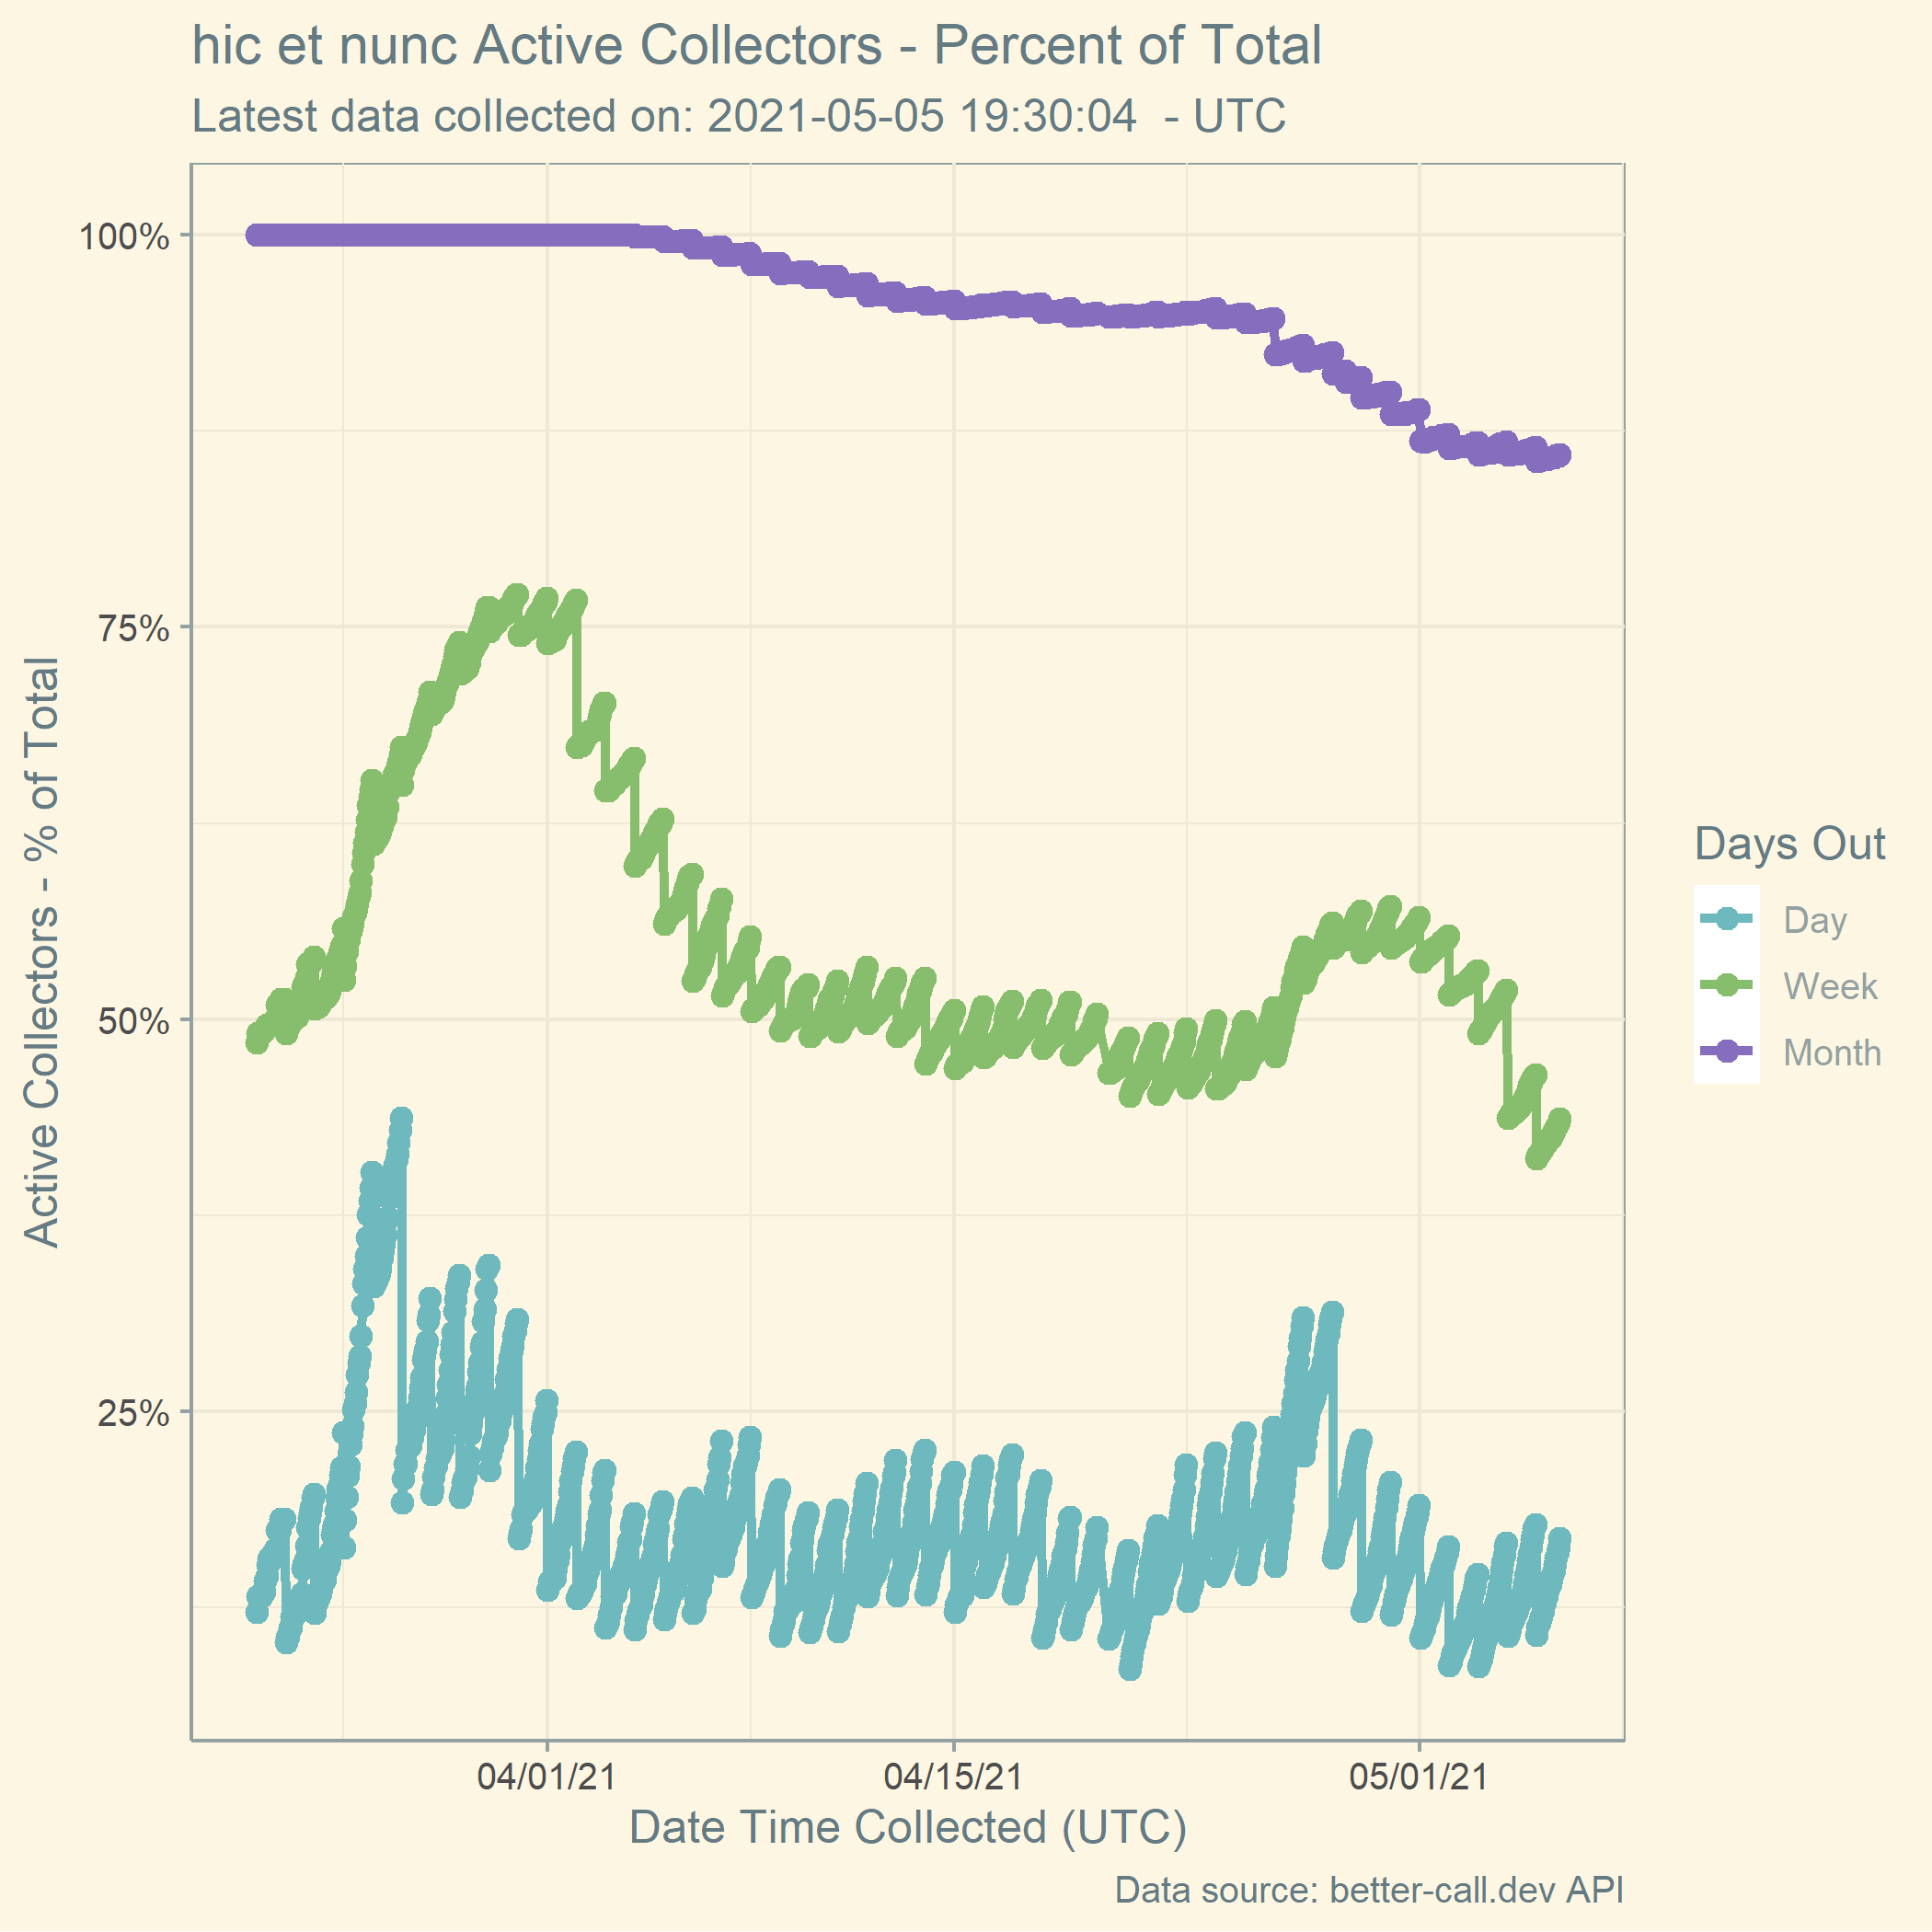 hic et nunc Active Collectors - Percent of Total
Latest data collected on: 2021-05-05 19:30:04  - UTC
100%
75%
50%
25%
Active Collectors - % of Total
04/01/21
04/15/21
05/01/21
Date Time Collected (UTC)
Days Out
Day
Week
Month
Data source: better-call.dev API